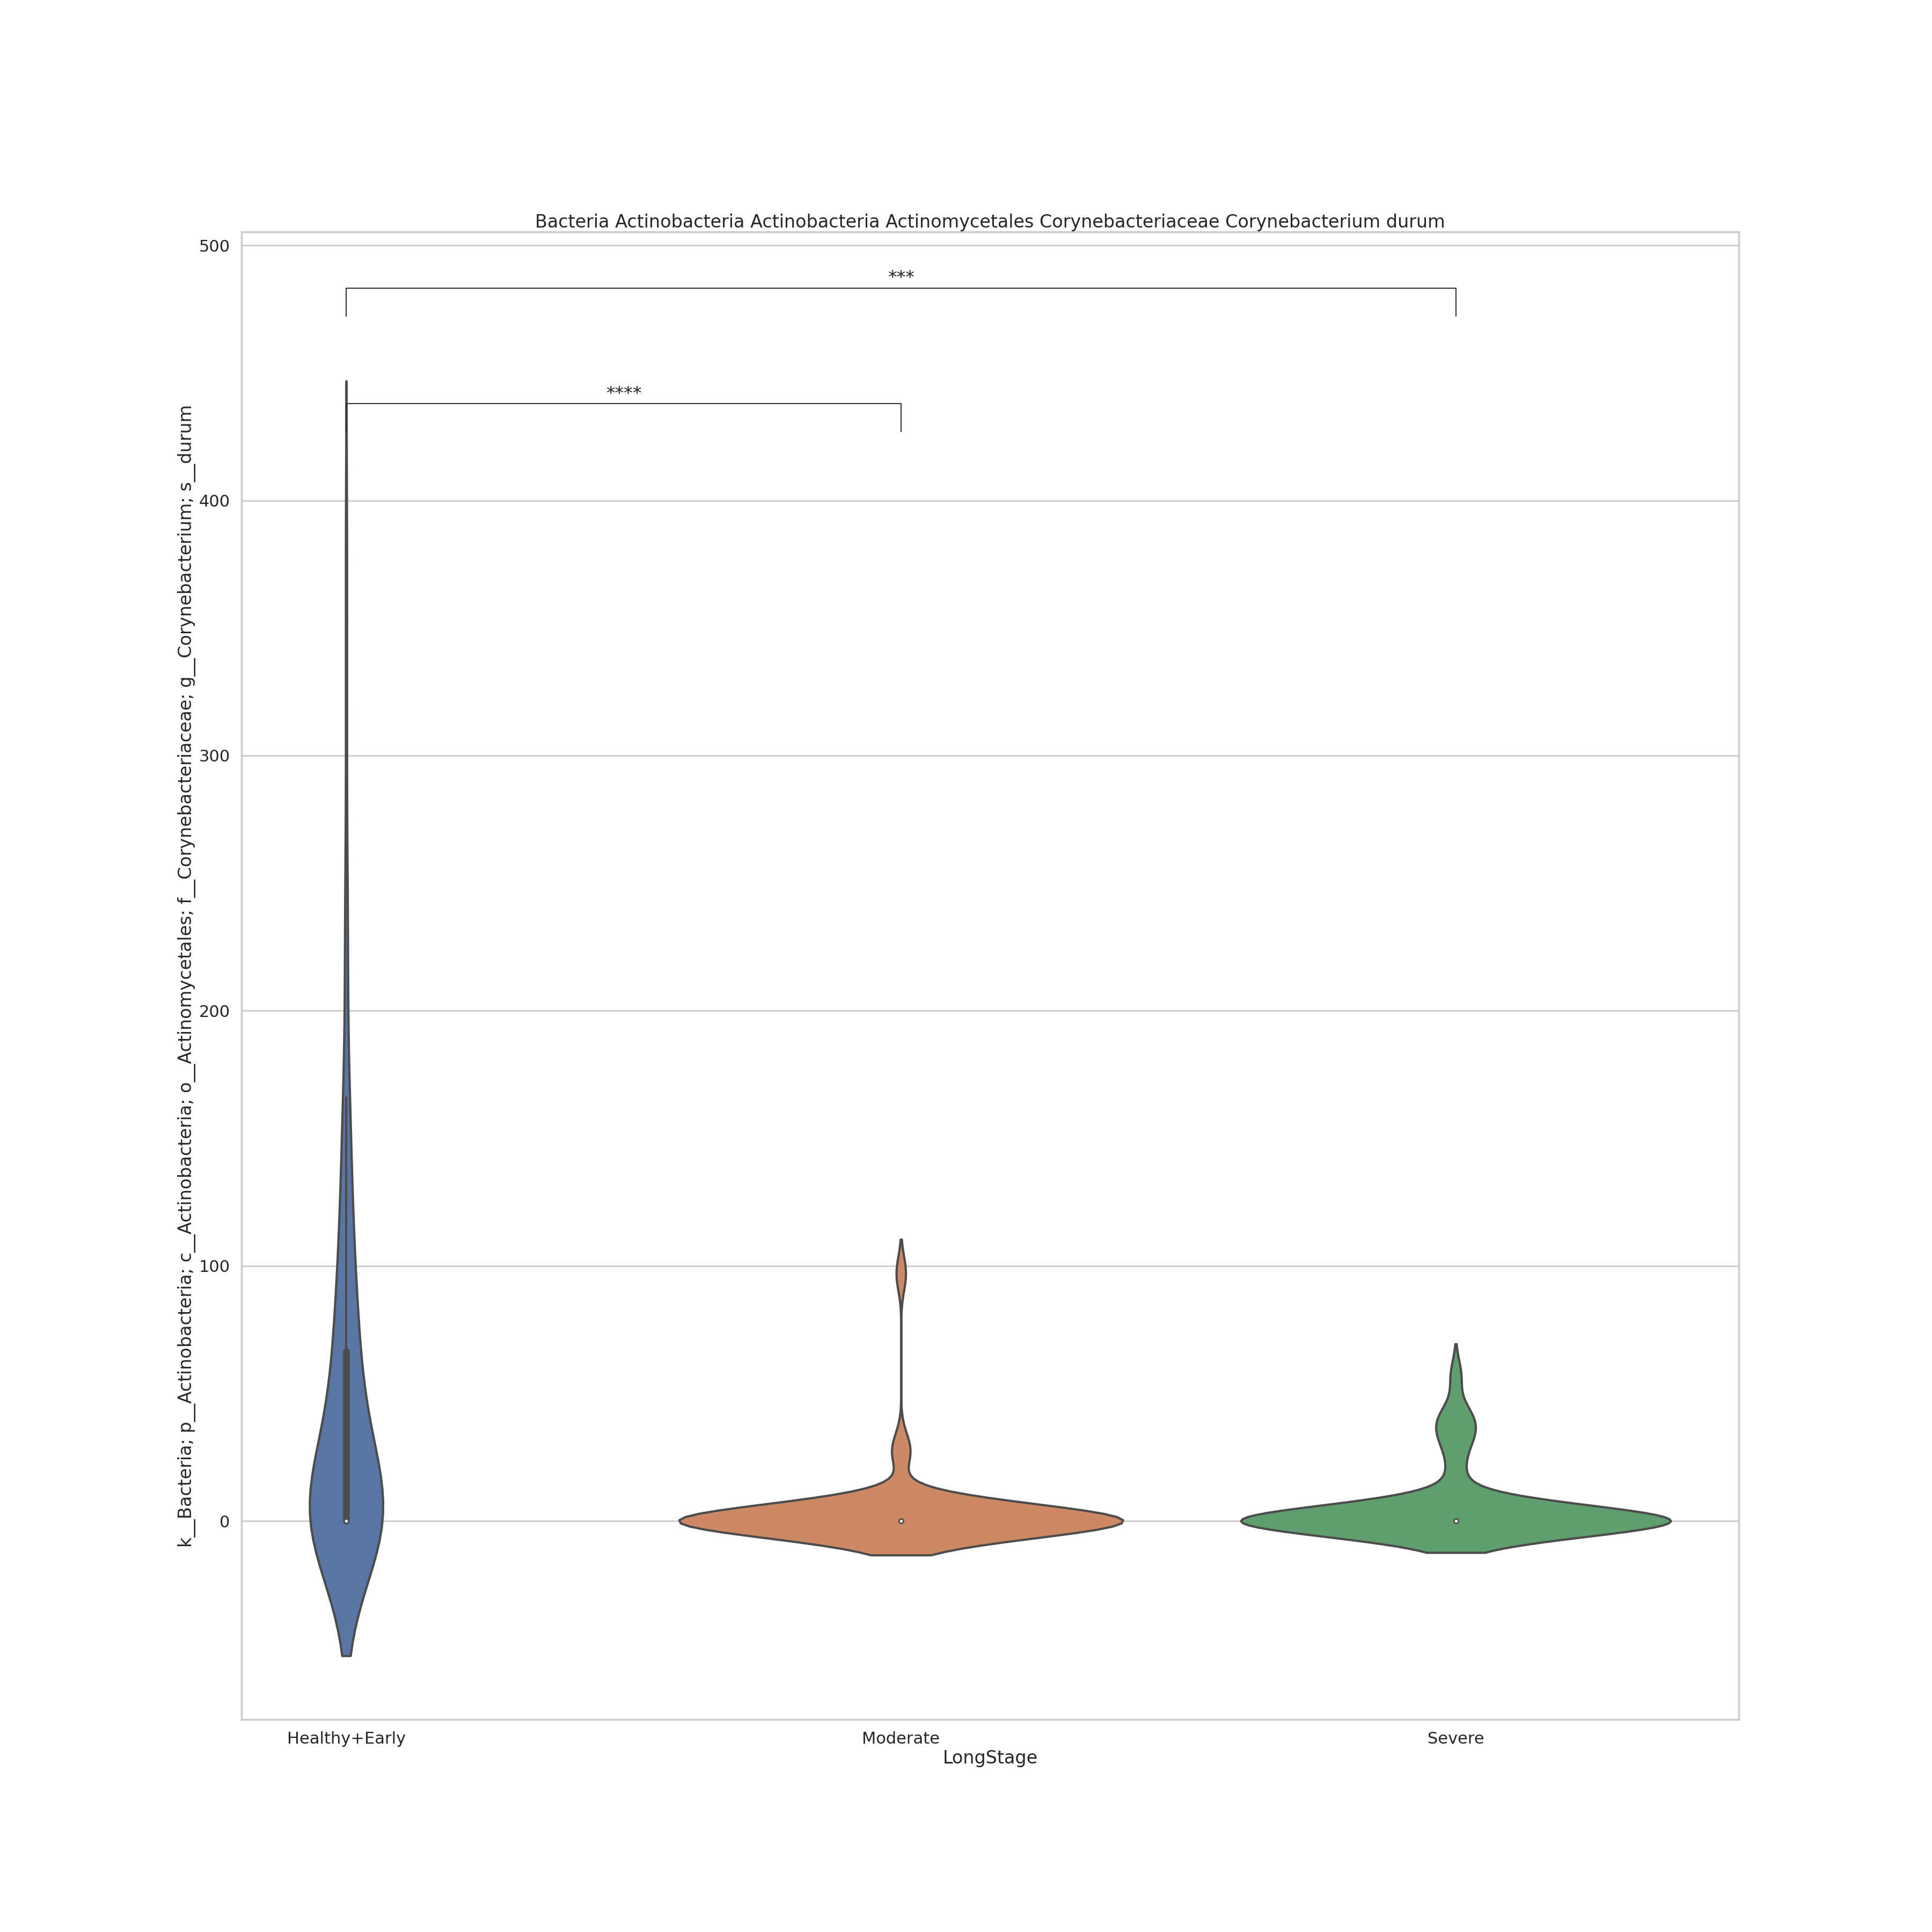 Bacteria Actinobacteria Actinobacteria Actinomycetales Corynebacteriaceae Corynebacterium durum
k__Bacteria; p__Actinobacteria; c__Actinobacteria; o__Actinomycetales; f__Corynebacteriaceae; g__Corynebacterium; s__durum
500
400
300
200
100
0
***
****
Healthy+Early Moderate Severe
LongStage